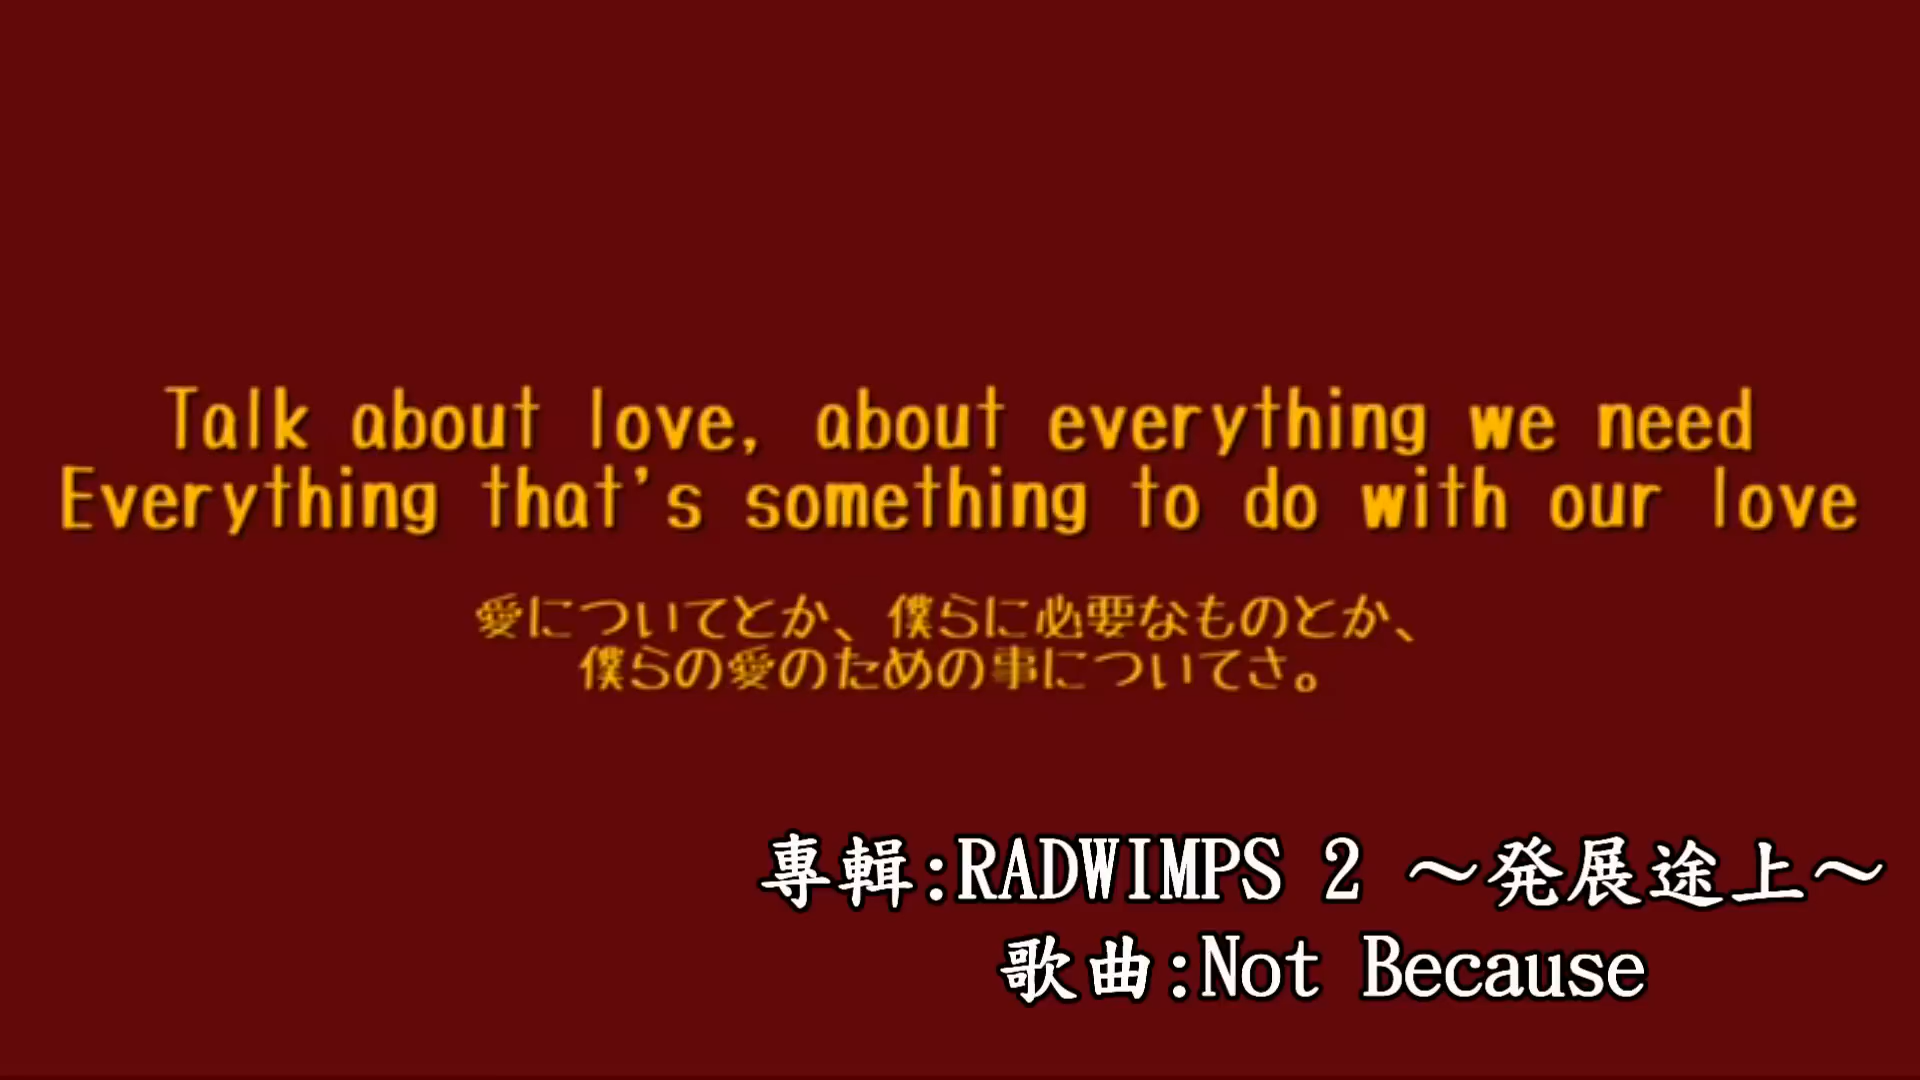 Talk about love, about everything we need
Everything that's something to do with our love
愛についてとか、僕らに必要なものとか、
僕らの愛のための事についてさ。
專輯:RADWIMPS 2 ～発展途上～
歌曲:Not Because